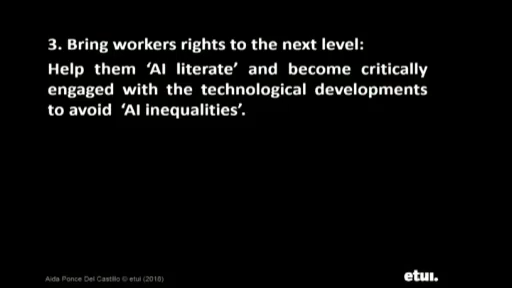 3. Bring workers rights to the next level:
Help them ‘AI literate’ and become critically
engaged with the technological developments
to avoid ‘AI inequalities’.
Aida Ponce Del Castillo © etui (2018)
etui.